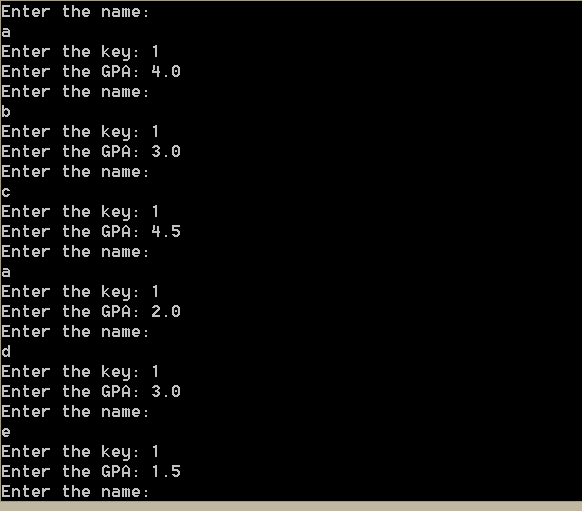 Enter the name:
a
Enter the key: 1
Enter the GPA: 4.0
Enter the name:
b
Enter the key: 1
Enter the GPA: 3.0
Enter the name:
c
Enter the key: 1
Enter the GPA: 4.5
Enter the name:
a
Enter the key: 1
Enter the GPA: 2.0
Enter the name:
d
Enter the key: 1
Enter the GPA: 3.0
Enter the name:
e
Enter the key: 1
Enter the GPA: 1.5
Enter the name: